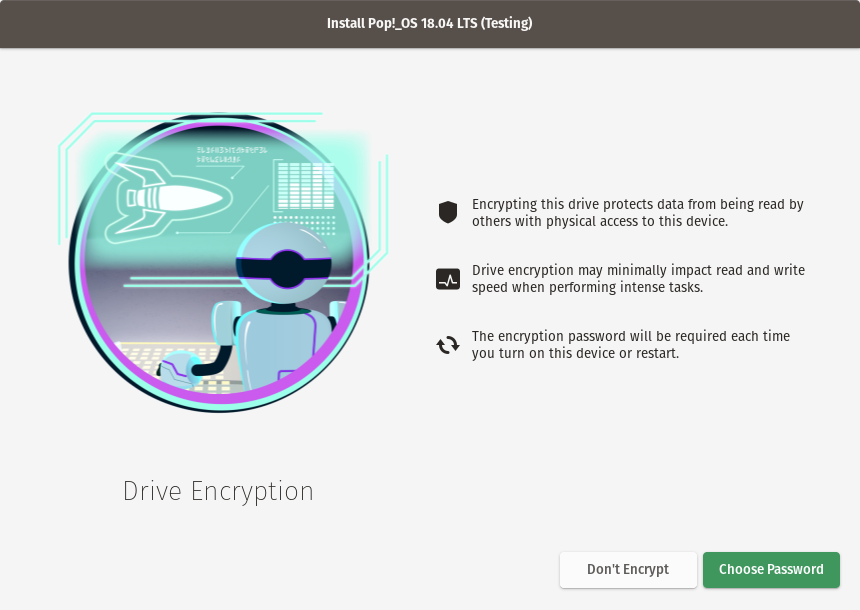 Install Pop!_OS 18.04 LTS (Testing)
Encrypting this drive protects data from being read by
others with physical access to this device.
Drive encryption may minimally impact read and write
speed when performing intense tasks.
The encryption password will be required each time
you turn on this device or restart.
Drive Encryption
Don't Encrypt
Choose Password